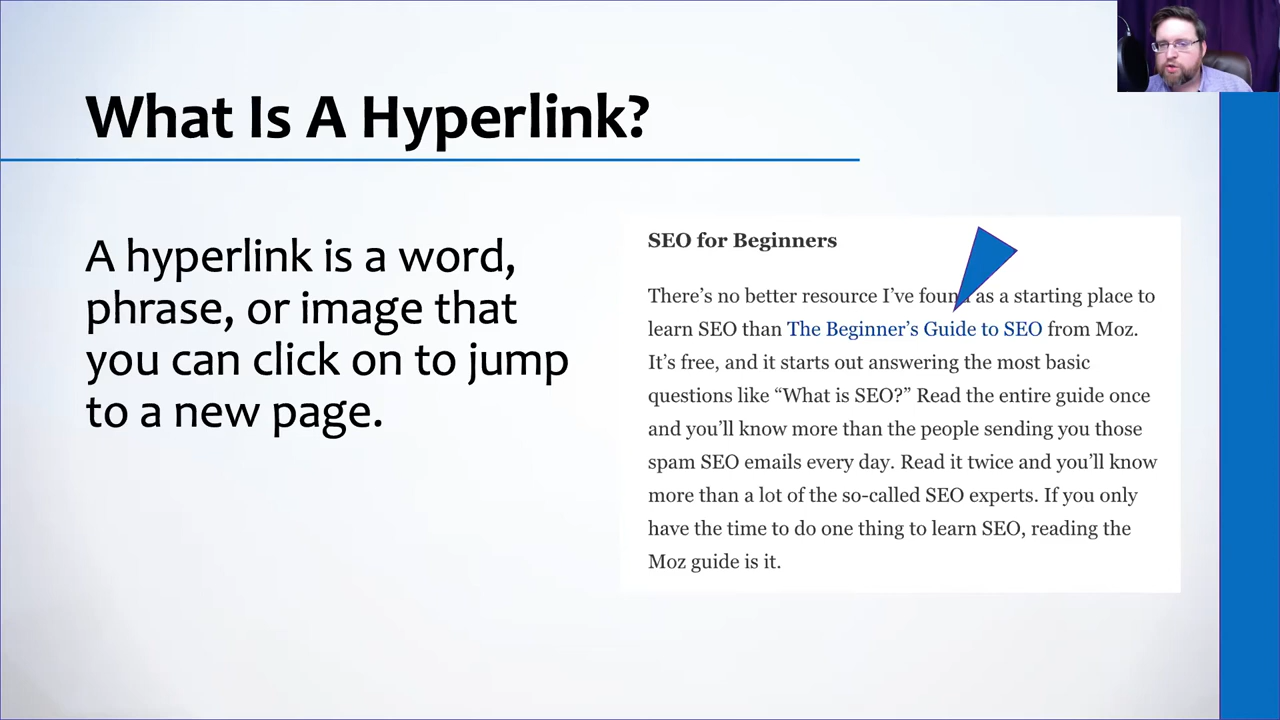 What Is A Hyperlink?
A hyperlink is a word,
phrase, or image that
you can click on to jump
to a new page.
SEO for Beginners
There’s no better resource I’ve found as a starting place to
learn SEO than The Beginner’s Guide to SEO from Moz.
It’s free, and it starts out answering the most basic
questions like “What is SEO?” Read the entire guide once
and you’ll know more than the people sending you those
spam SEO emails every day. Read it twice and you’ll know
more than a lot of the so-called SEO experts. If you only
have the time to do one thing to learn SEO, reading the
Moz guide is it.